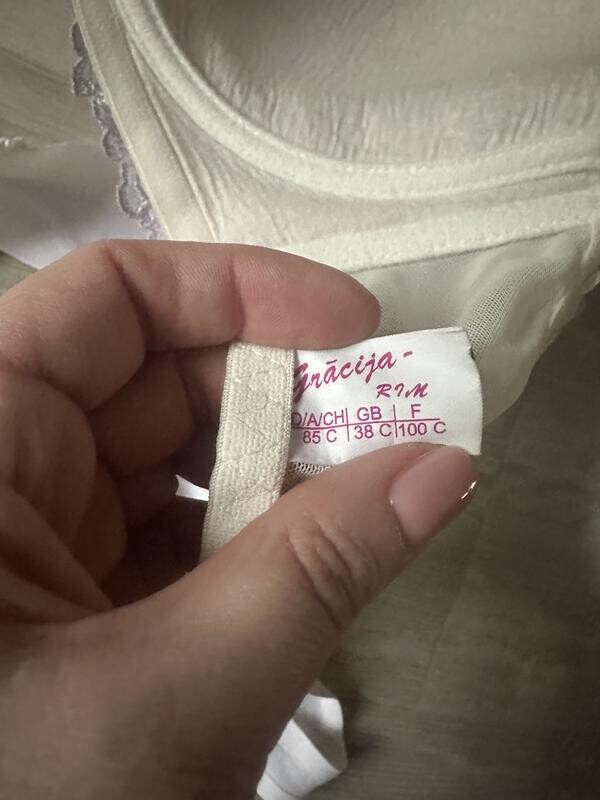 Grācija-
RIM
D/A/CH| GB | F
85 C |38 C|100 C